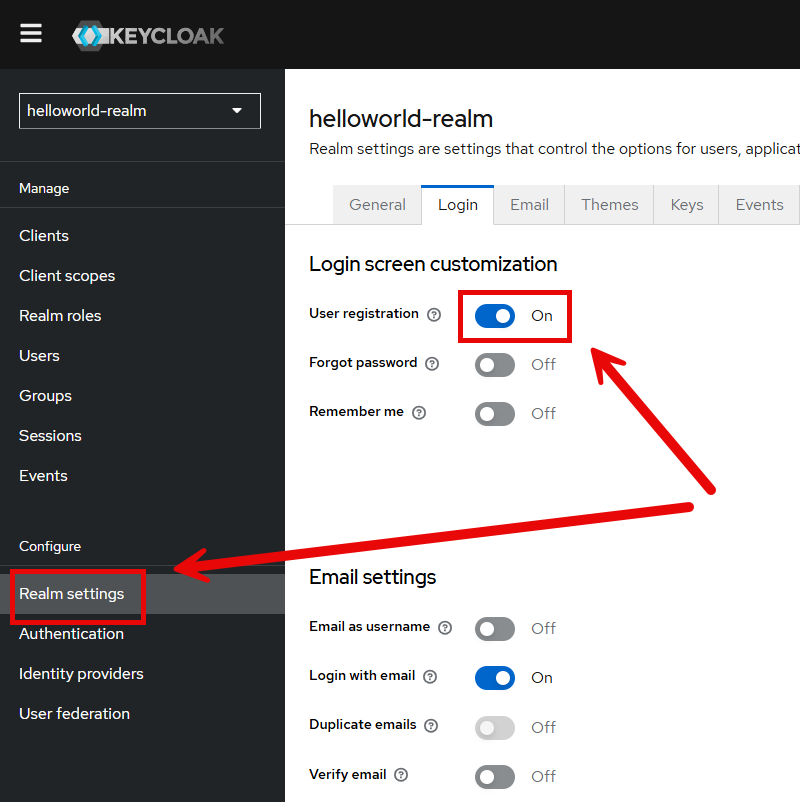 KEYCLOAK
helloworld-realm
Manage
Clients
Client scopes
Realm roles
Users
Groups
Sessions
Events
Configure
Realm settings
Authentication
Identity providers
User federation
helloworld-realm
Realm settings are settings that control the options for users, applicat
General Login Email Themes Keys Events
Login screen customization
User registration On
Forgot password Off
Remember me Off
Email settings
Email as username Off
Login with email On
Duplicate emails Off
Verify email Off